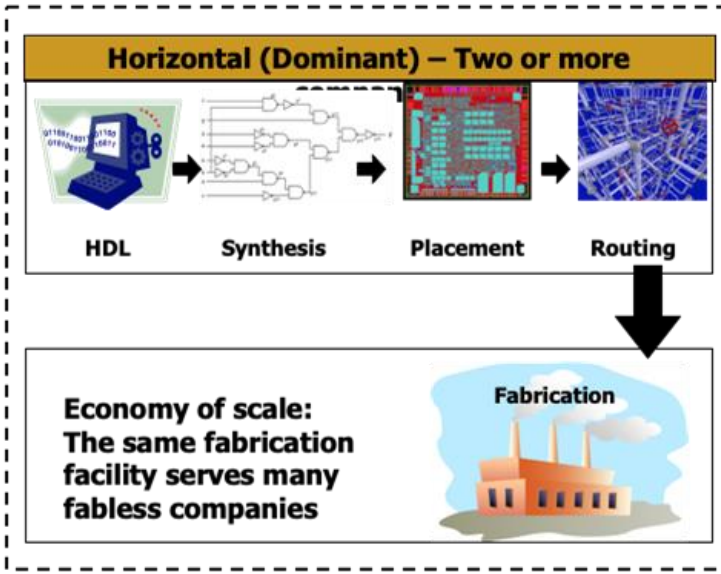 Horizontal (Dominant) – Two or more
HDL
Synthesis
Placement
Routing
Economy of scale:
The same fabrication
facility serves many
fabless companies
Fabrication